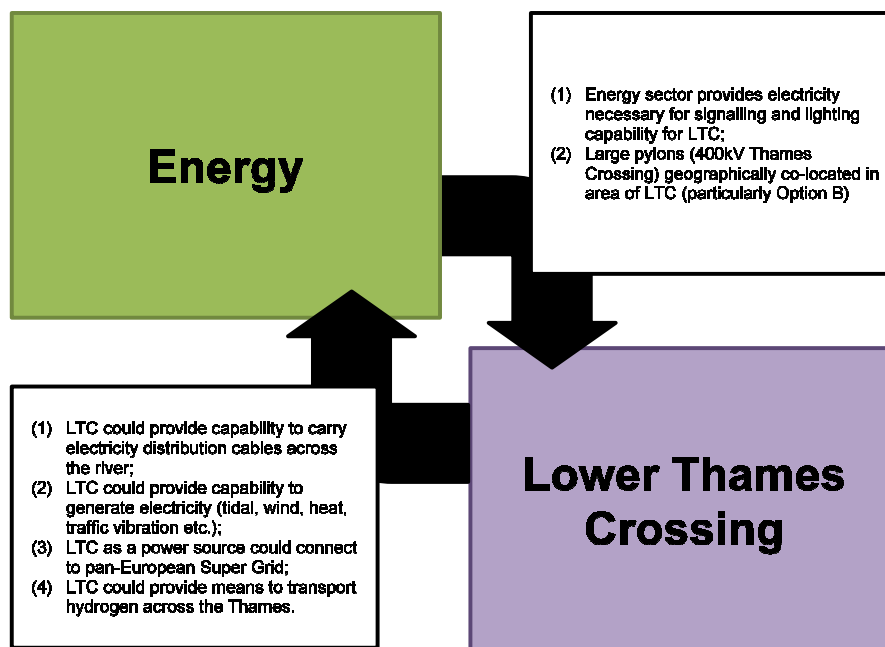 Energy
(1) Energy sector provides electricity
necessary for signalling and lighting
capability for LTC;
(2) Large pylons (400kV Thames
Crossing) geographically co-located in
area of LTC (particularly Option B)
(1) LTC could provide capability to carry
electricity distribution cables across
the river;
(2) LTC could provide capability to
generate electricity (tidal, wind, heat,
traffic vibration etc.);
(3) LTC as a power source could connect
to pan-European Super Grid;
(4) LTC could provide means to transport
hydrogen across the Thames.
Lower Thames
Crossing